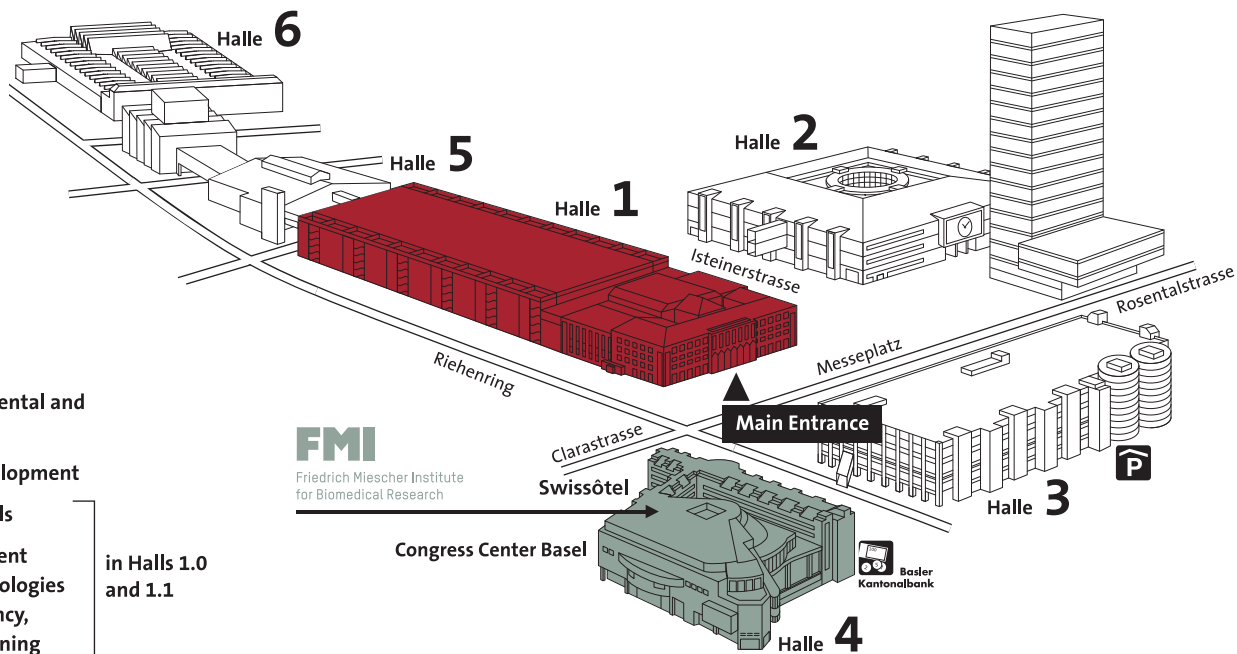 Halle 6
Halle 2
Halle 5
Halle 1
Isteinerstrasse
Rosentalstrasse
Messeplatz
Riehenring
ental and
Main Entrance
Clarastrasse
FMI
Friedrich Miescher Institute
for Biomedical Research
lopment
Swissôtel
P
Halle 3
ls
Congress Center Basel
ent
in Halls 1.0
ologies
and 1.1
100
Basler
Kantonalbank
ncy,
ning
Halle 4